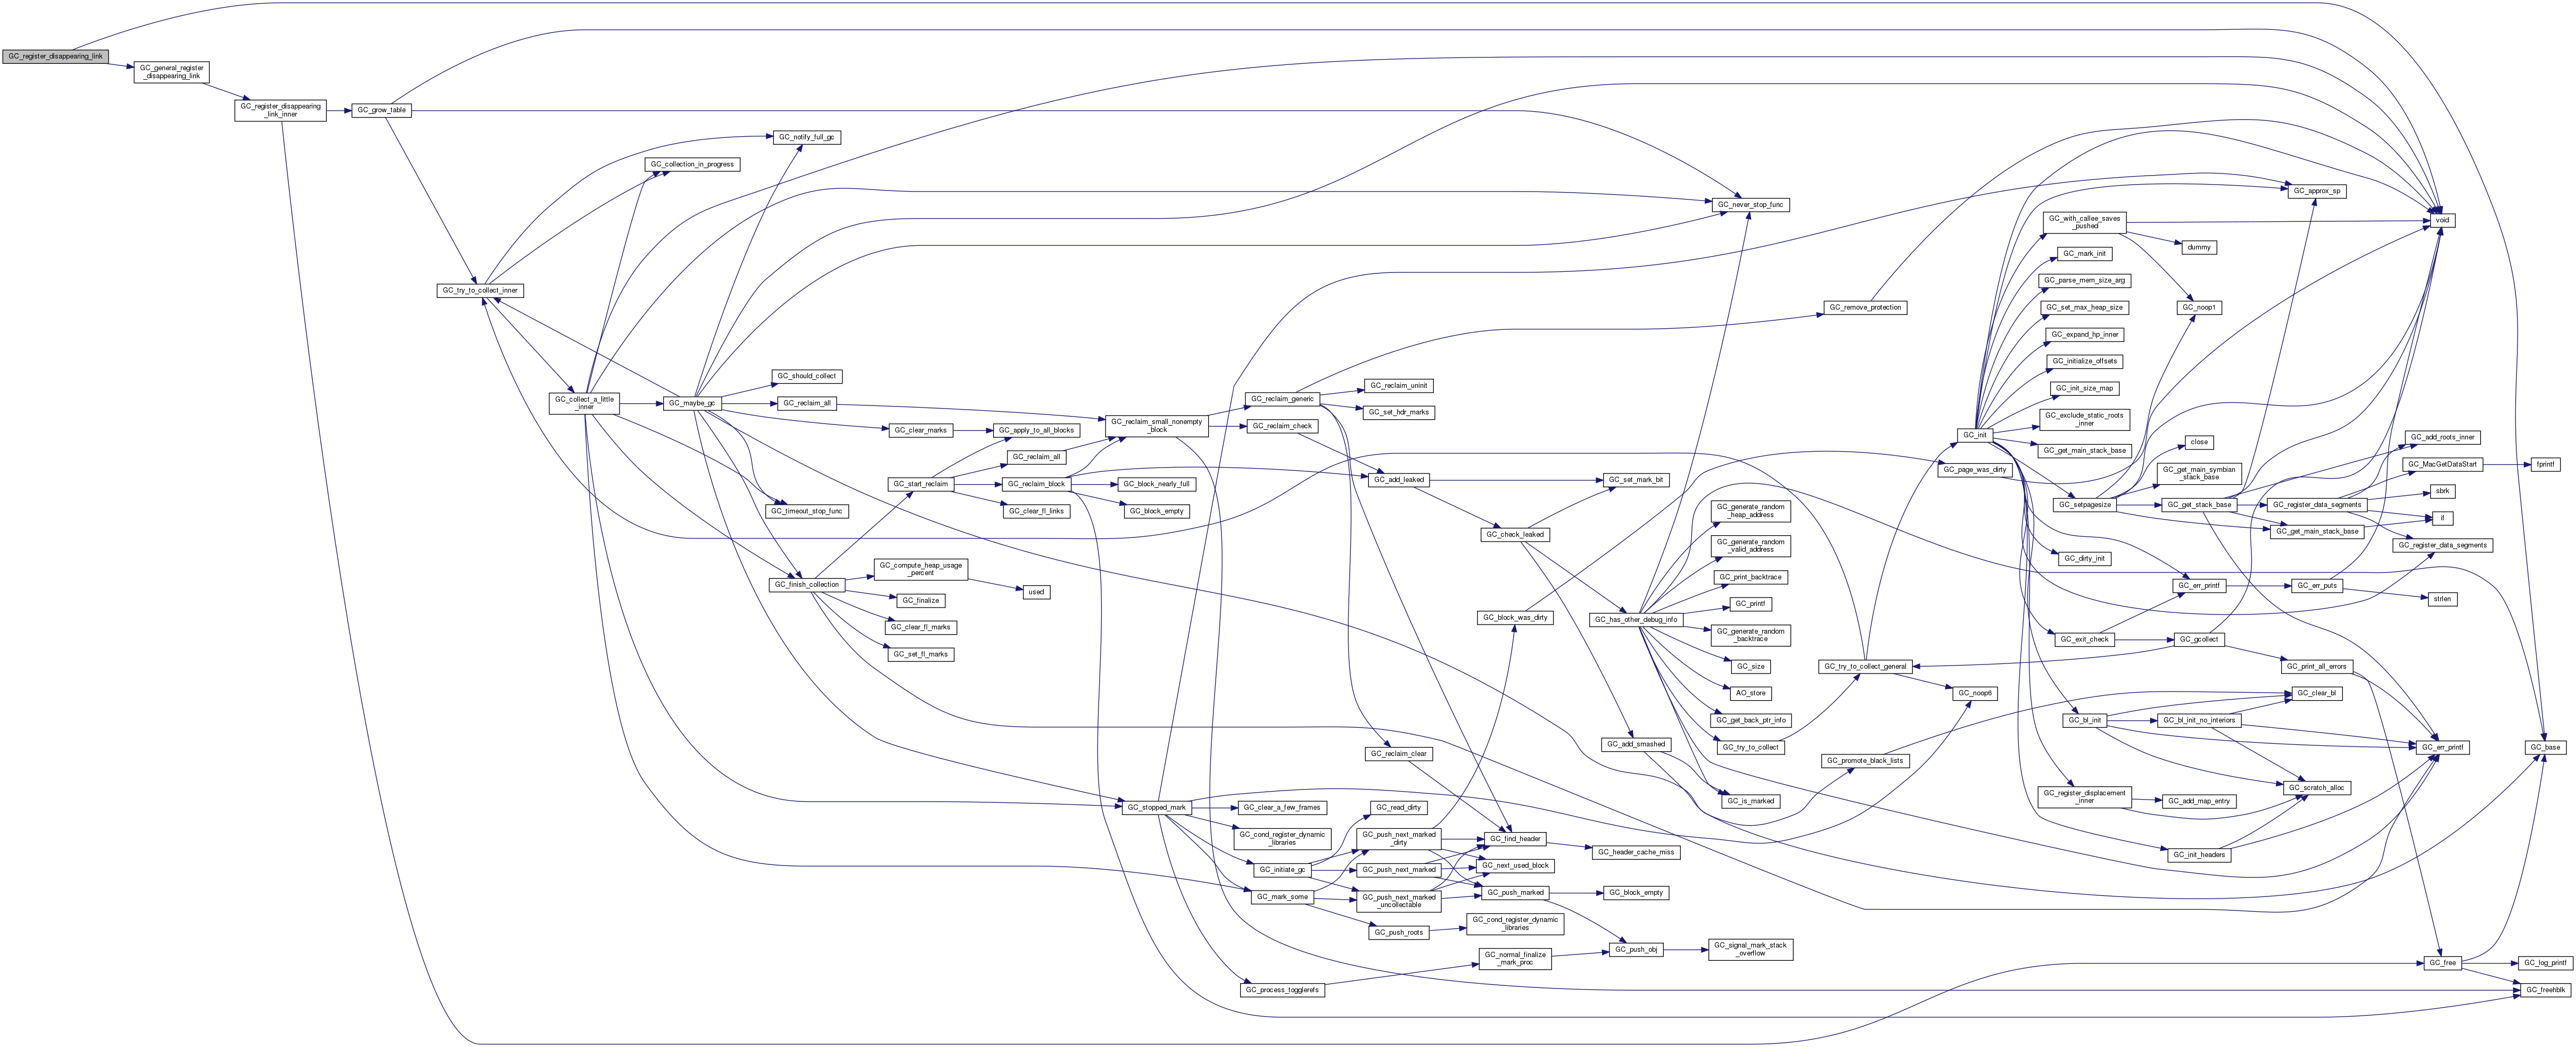 GC_register_disappearing_link
GC_general_register
_disappearing_link
GC_register_disappearing
_link_inner
GC_grow_table
GC_try_to_collect_inner
GC_collect_a_little
_inner
GC_notify_full_gc
GC_collection_in_progress
GC_maybe_gc
GC_should_collect
GC_reclaim_all
GC_clear_marks
GC_timeout_stop_func
GC_finish_collection
GC_start_reclaim
GC_compute_heap_usage
_percent
GC_finalize
GC_clear_fl_marks
GC_set_fl_marks
used
GC_apply_to_all_blocks
GC_reclaim_all
GC_reclaim_block
GC_clear_fl_links
GC_reclaim_small_nonempty
_block
GC_block_nearly_full
GC_block_empty
GC_stopped_mark
GC_reclaim_generic
GC_reclaim_check
GC_reclaim_uninit
GC_set_hdr_marks
GC_add_leaked
GC_check_leaked
GC_set_mark_bit
GC_block_was_dirty
GC_has_other_debug_info
GC_add_smashed
GC_reclaim_clear
GC_clear_a_few_frames
GC_cond_register_dynamic
_libraries
GC_initiate_gc
GC_mark_some
GC_process_togglerefs
GC_read_dirty
GC_push_next_marked
_dirty
GC_push_next_marked
GC_push_next_marked
_uncollectable
GC_push_roots
GC_find_header
GC_next_used_block
GC_push_marked
GC_cond_register_dynamic
_libraries
GC_normal_finalize
_mark_proc
GC_header_cache_miss
GC_block_empty
GC_push_obj
GC_signal_mark_stack
_overflow
GC_never_stop_func
GC_generate_random
_heap_address
GC_generate_random
_valid_address
GC_print_backtrace
GC_printf
GC_generate_random
_backtrace
GC_size
AO_store
GC_get_back_ptr_info
GC_try_to_collect
GC_is_marked
GC_remove_protection
GC_try_to_collect_general
GC_promote_black_lists
GC_page_was_dirty
GC_init
GC_noop6
GC_with_callee_saves
_pushed
GC_mark_init
GC_parse_mem_size_arg
GC_set_max_heap_size
GC_expand_hp_inner
GC_initialize_offsets
GC_init_size_map
GC_exclude_static_roots
_inner
GC_get_main_stack_base
GC_setpagesize
GC_dirty_init
GC_exit_check
GC_bl_init
GC_register_displacement
_inner
GC_init_headers
dummy
GC_noop1
close
GC_get_main_symbian
_stack_base
GC_get_stack_base
GC_err_printf
GC_gcollect
GC_bl_init_no_interiors
GC_add_map_entry
GC_approx_sp
GC_register_data_segments
GC_get_main_stack_base
GC_err_puts
GC_print_all_errors
GC_clear_bl
GC_scratch_alloc
void
GC_add_roots_inner
GC_MacGetDataStart
sbrk
if
GC_register_data_segments
strlen
GC_err_printf
GC_free
fprintf
GC_base
GC_log_printf
GC_freehblk